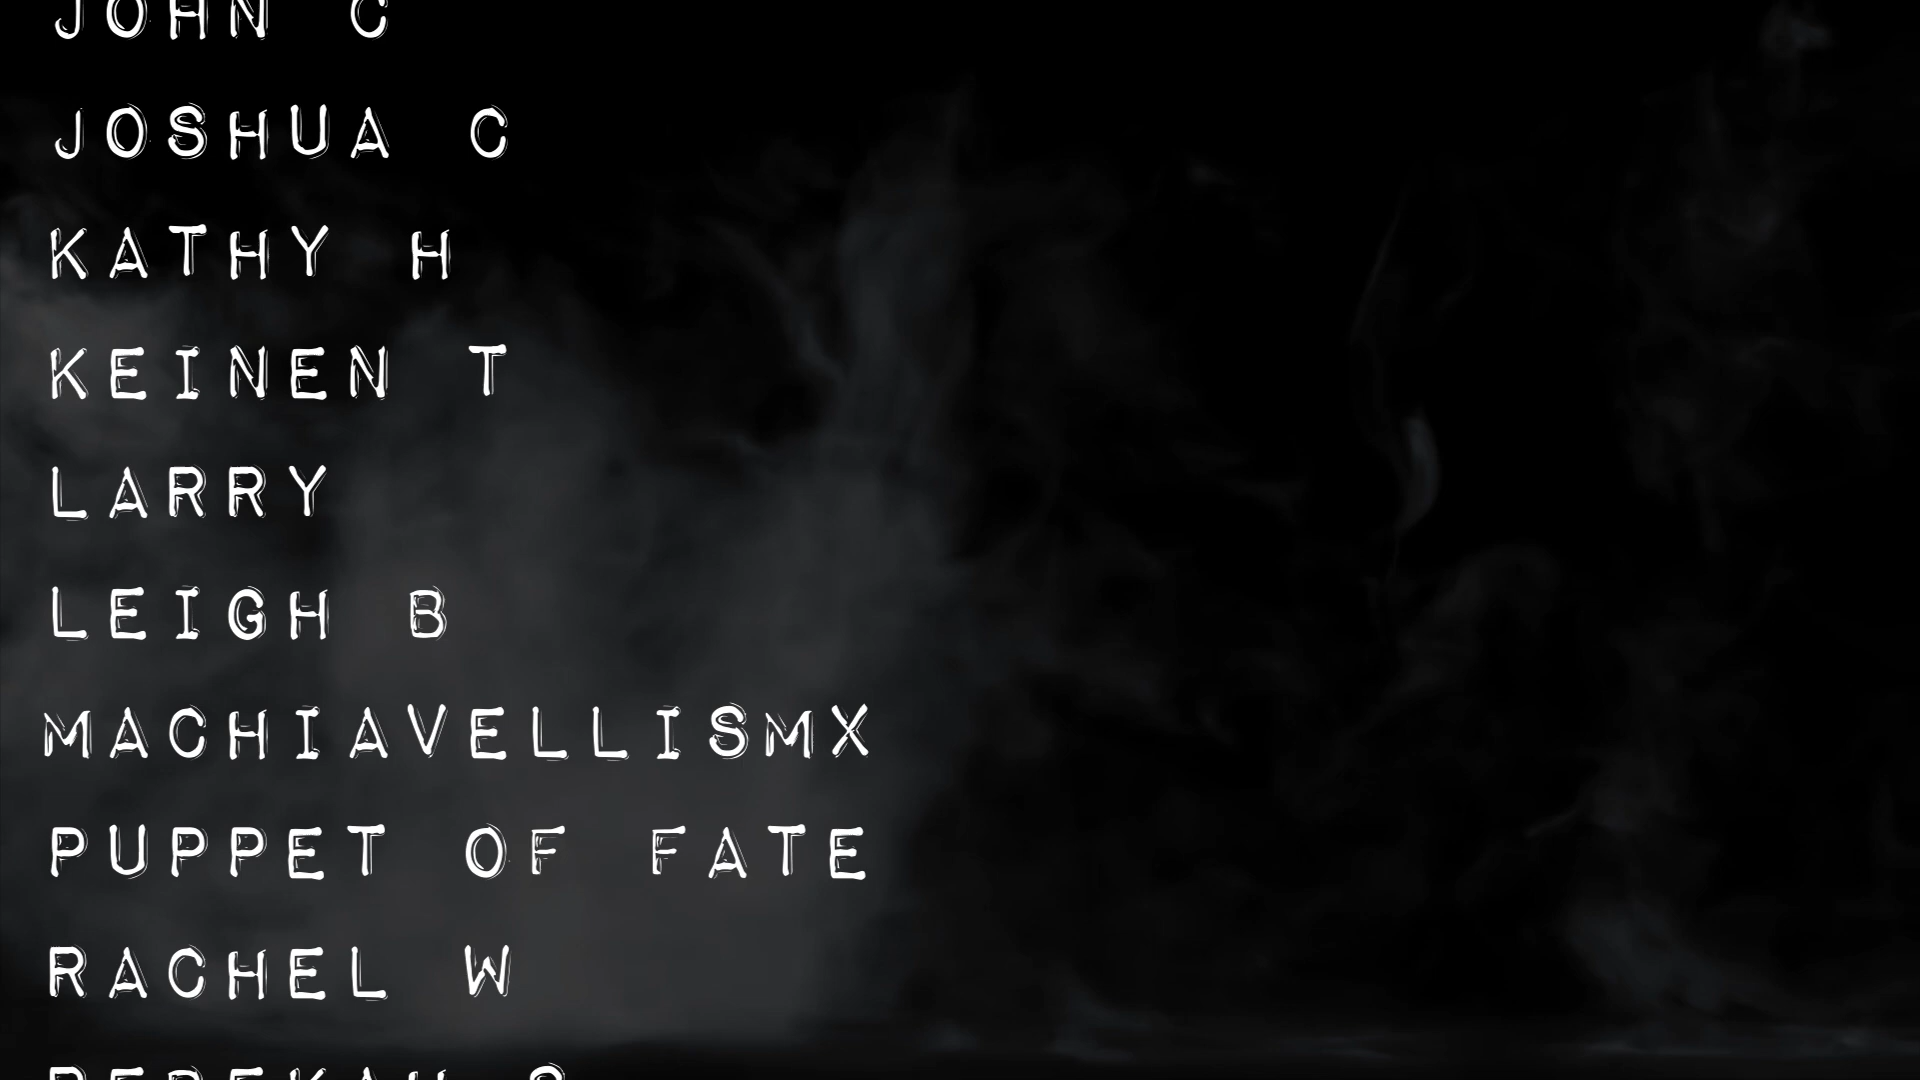 JOHN C
JOSHUA C
KATHY H
KEINEN T
LARRY
LEIGH B
MACHIAVELLISMX
PUPPET OF FATE
RACHEL W